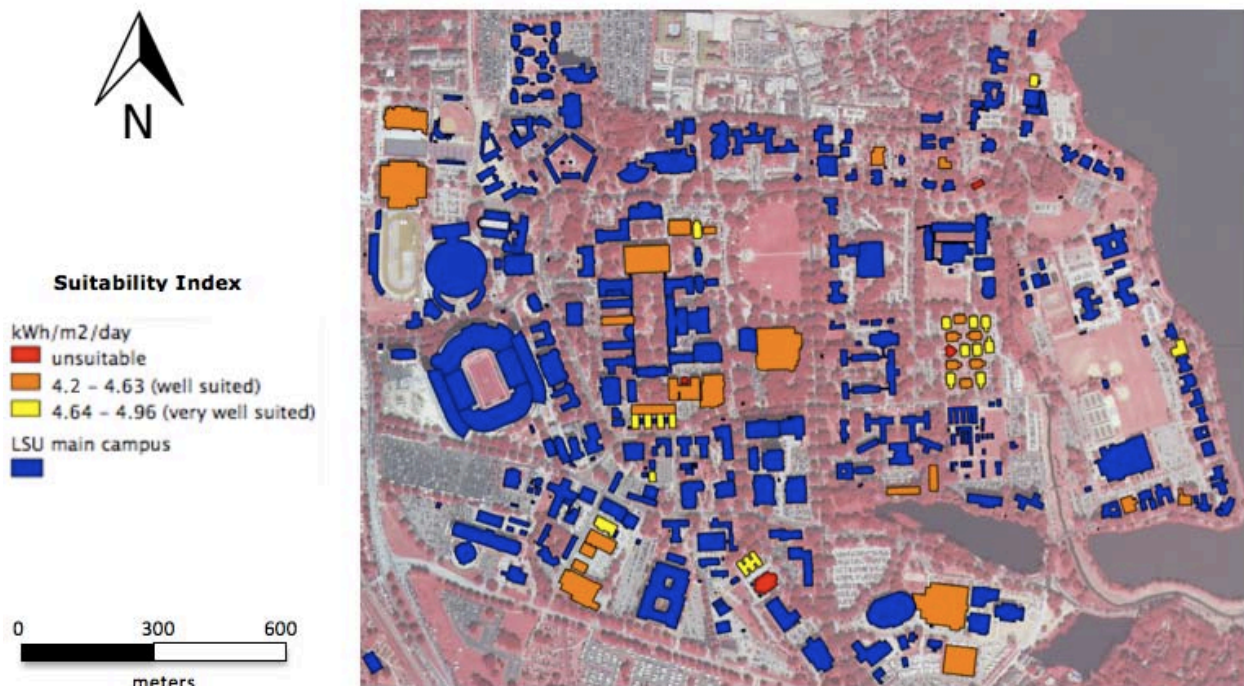 N
Suitability Index
kWh/m2/day
unsuitable
4.2 - 4.63 (well suited)
4.64 - 4.96 (very well suited)
LSU main campus
0 300 600
meters